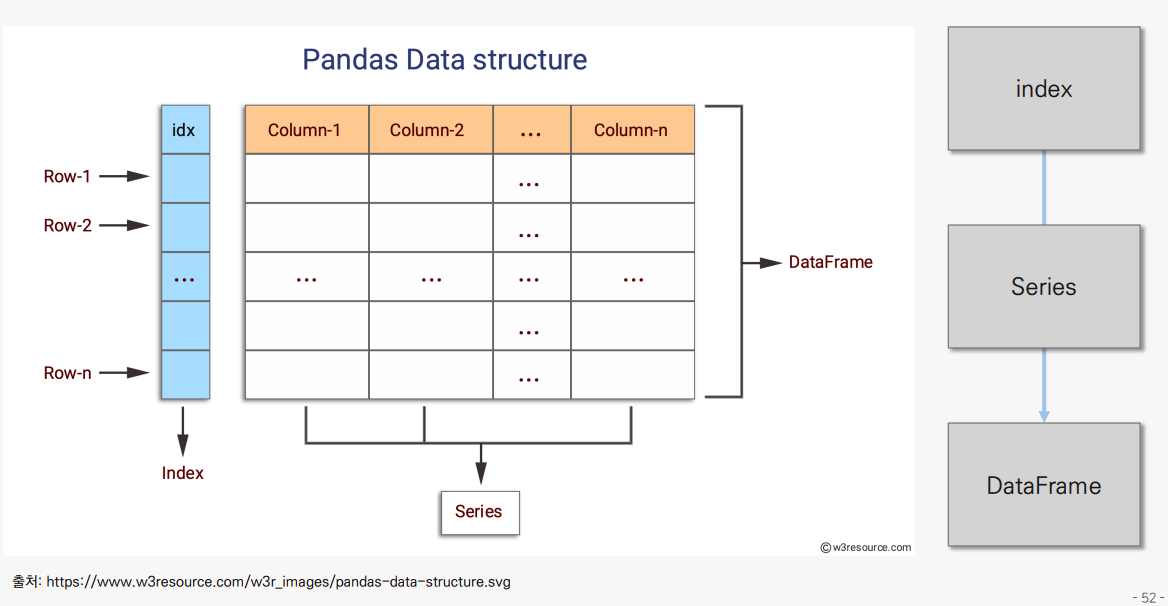 Pandas Data structure
idx
Column-1
Column-2
...
Column-n
Row-1
...
Row-2
...
...
...
...
...
...
DataFrame
...
Row-n
...
Index
Series
©w3resource.com
index
Series
DataFrame
출처: https://www.w3resource.com/w3r_images/pandas-data-structure.svg
- 52 -